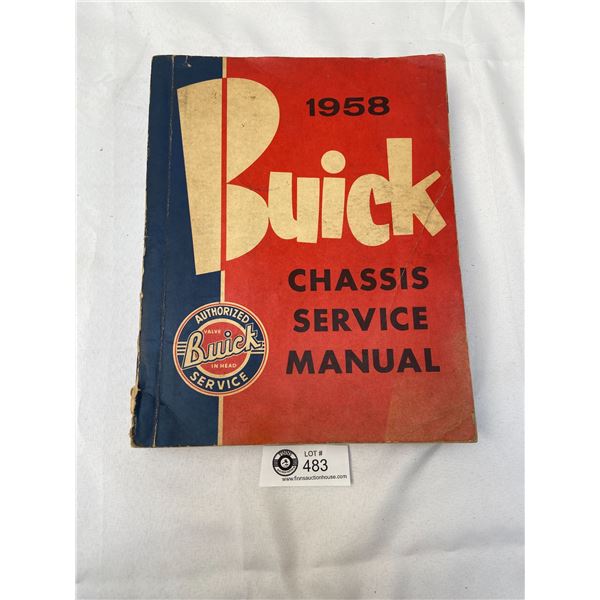 1958
Buick
CHASSIS
SERVICE
MANUAL
AUTHORIZED
VALVE
Buick
IN HEAD
SERVICE
LOT #
483
www.finnsauctionhouse.com